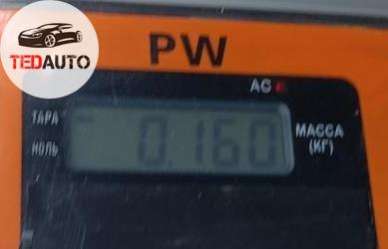 TEDAUTO
PW
AC
ТАРА
НОЛЬ
0.160
МАССА
(КГ)